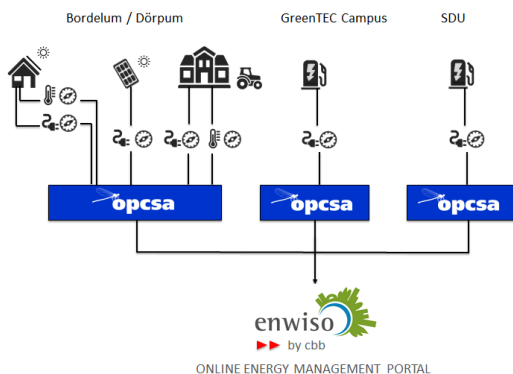 Bordelum / Dörpum
GreenTEC Campus
SDU
opcsa
opcsa
opcsa
enwiso
by cbb
ONLINE ENERGY MANAGEMENT PORTAL